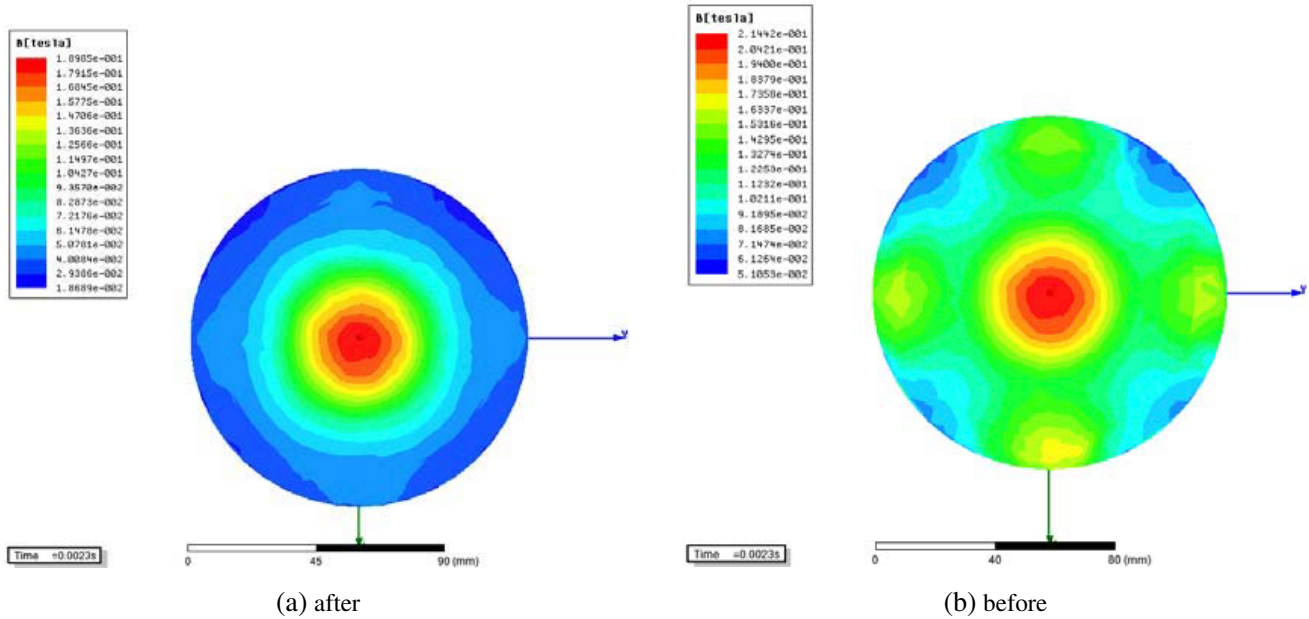 B[tesla]
1.8985e-001
1.7915e-001
1.6845e-001
1.5775e-001
1.4706e-001
1.3636e-001
1.2566e-001
1.1497e-001
1.0427e-001
9.3570e-002
8.2873e-002
7.2176e-002
6.1478e-002
5.0781e-002
4.0084e-002
2.9386e-002
1.8689e-002
Y
Time =0.0023s
0 45 90 (mm)
(a) after
B[tesla]
2.1442e-001
2.0421e-001
1.9400e-001
1.8379e-001
1.7358e-001
1.6337e-001
1.5316e-001
1.4295e-001
1.3274e-001
1.2253e-001
1.1232e-001
1.0211e-001
9.1895e-002
8.1685e-002
7.1474e-002
6.1264e-002
5.1053e-002
Y
Time =0.0023s
0 40 80 (mm)
(b) before